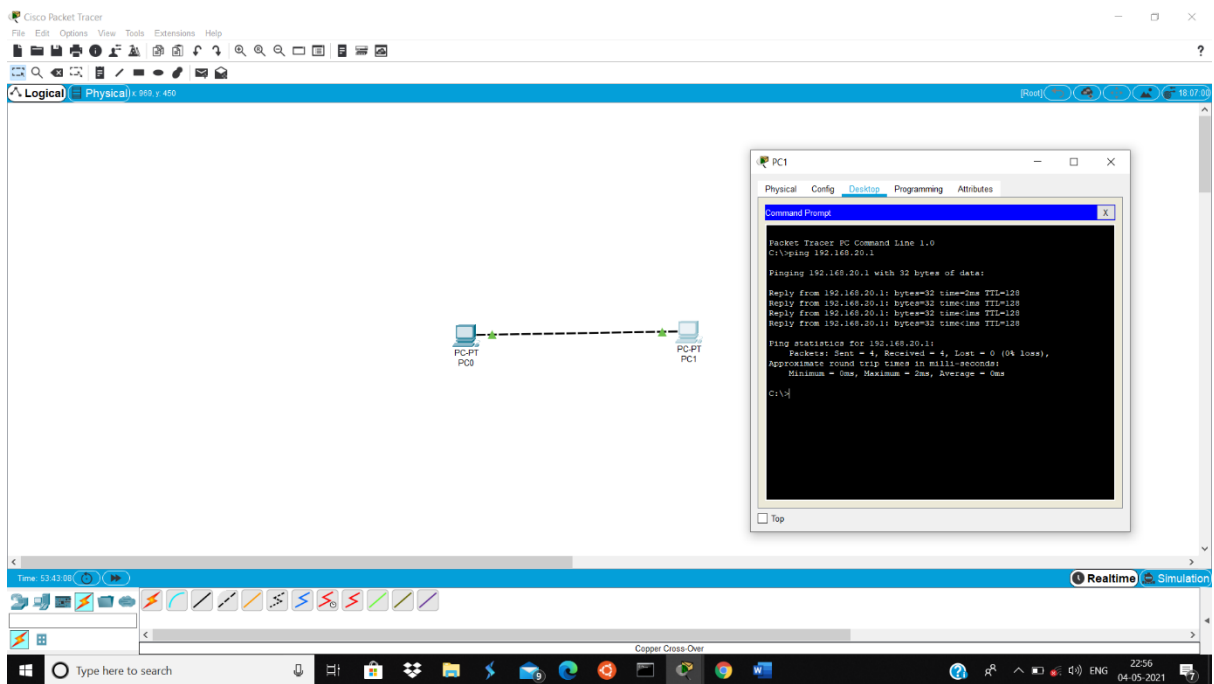 Cisco Packet Tracer
File Edit Options View Tools Extensions Help
?
Logical Physical x: 969, y: 450 [Root] 18:07:00
PC1
Physical Config Desktop Programming Attributes
Command Prompt X
Packet Tracer PC Command Line 1.0
C:\>ping 192.168.20.1
Pinging 192.168.20.1 with 32 bytes of data:
Reply from 192.168.20.1: bytes=32 time=2ms TTL=128
Reply from 192.168.20.1: bytes=32 time<1ms TTL=128
Reply from 192.168.20.1: bytes=32 time<1ms TTL=128
Reply from 192.168.20.1: bytes=32 time<1ms TTL=128
Ping statistics for 192.168.20.1:
Packets: Sent = 4, Received = 4, Lost = 0 (0% loss),
Approximate round trip times in milli-seconds:
Minimum = 0ms, Maximum = 2ms, Average = 0ms
C:\>
Top
PC-PT
PC0
PC-PT
PC1
Time: 53:43:08 Realtime Simulation
Copper Cross-Over
Type here to search 9 W ENG 22:56
04-05-2021 7